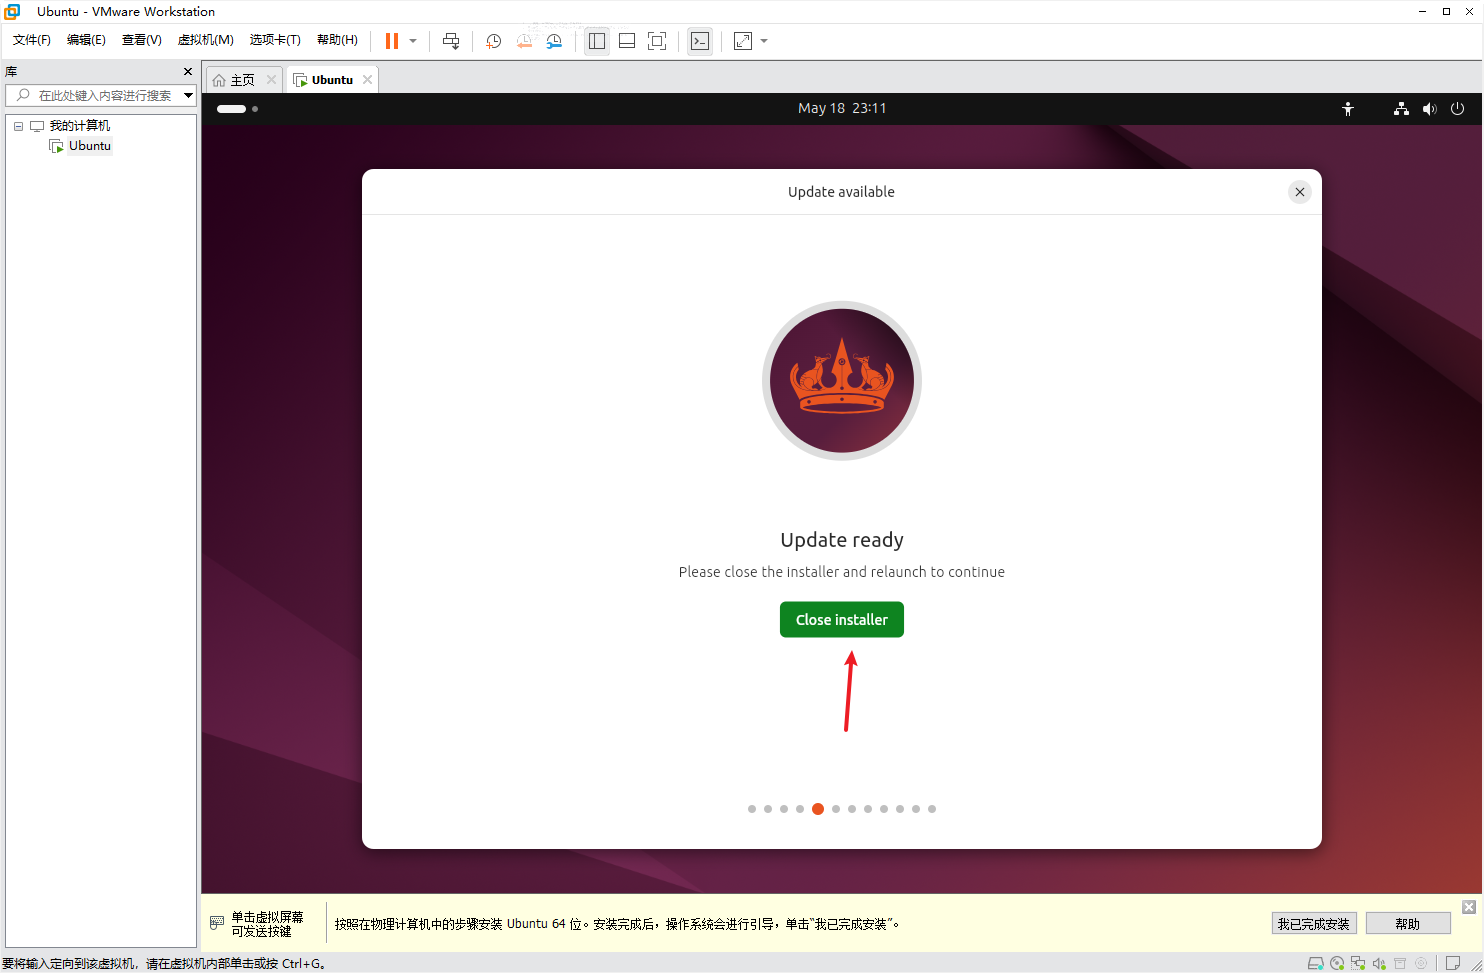 Ubuntu - VMware Workstation
文件(F) 编辑(E) 查看(V) 虚拟机(M) 选项卡(T) 帮助(H)
库
主页 Ubuntu
在此处键入内容进行搜索
我的计算机
Ubuntu
May 18 23:11
Update available
Update ready
Please close the installer and relaunch to continue
Close installer
单击虚拟屏幕
可发送按键
按照在物理计算机中的步骤安装 Ubuntu 64 位。安装完成后，操作系统会进行引导，单击“我已完成安装”。
我已完成安装 帮助
要将输入定向到该虚拟机，请在虚拟机内部单击或按 Ctrl+G。